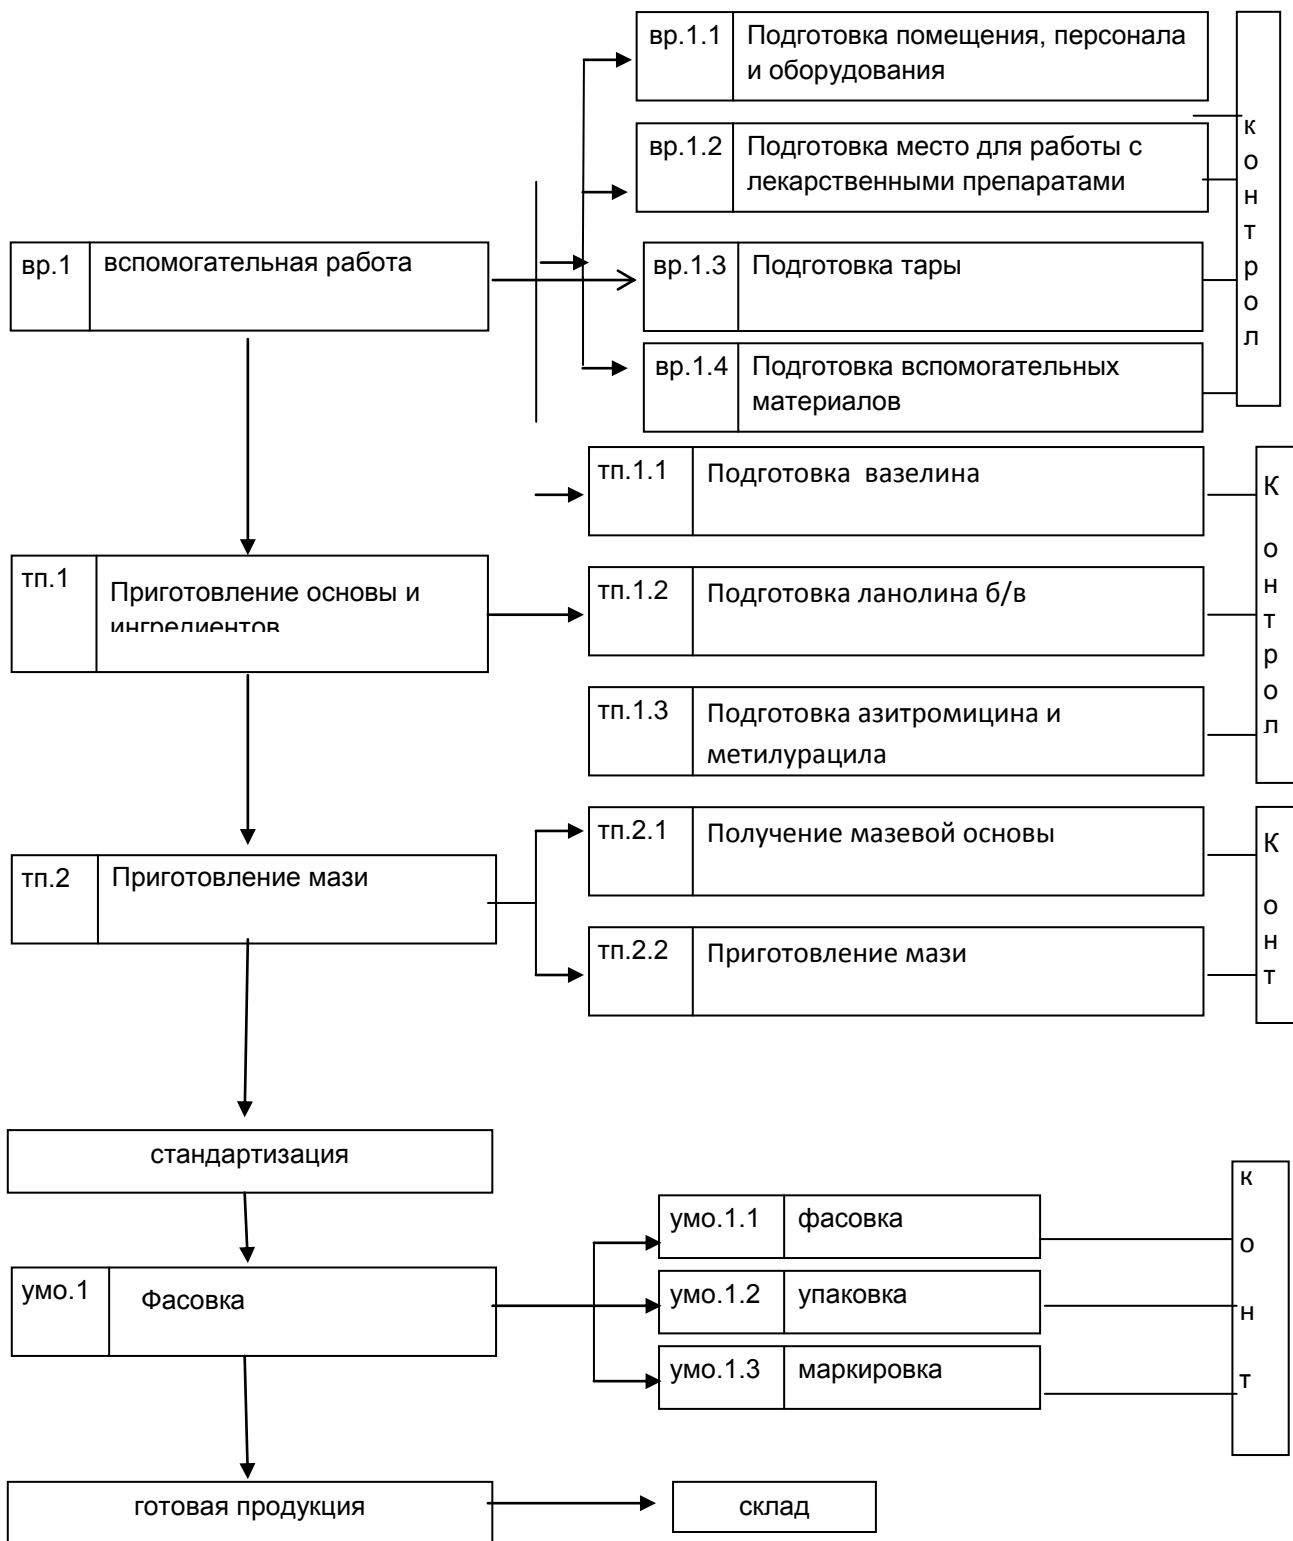 вр.1.1
Подготовка помещения, персонала
и оборудования
вр.1.2
Подготовка место для работы с
лекарственными препаратами
вр.1
вспомогательная работа
вр.1.3
Подготовка тары
вр.1.4
Подготовка вспомогательных
материалов
к
о
н
т
р
о
л
тп.1.1
Подготовка вазелина
тп.1
Приготовление основы и
ингредиентов
тп.1.2
Подготовка ланолина б/в
тп.1.3
Подготовка азитромицина и
метилурацила
К
о
н
т
р
о
л
тп.2
Приготовление мази
тп.2.1
Получение мазевой основы
тп.2.2
Приготовление мази
К
о
н
т
стандартизация
умо.1
Фасовка
умо.1.1
фасовка
умо.1.2
упаковка
умо.1.3
маркировка
к
о
н
т
готовая продукция
склад